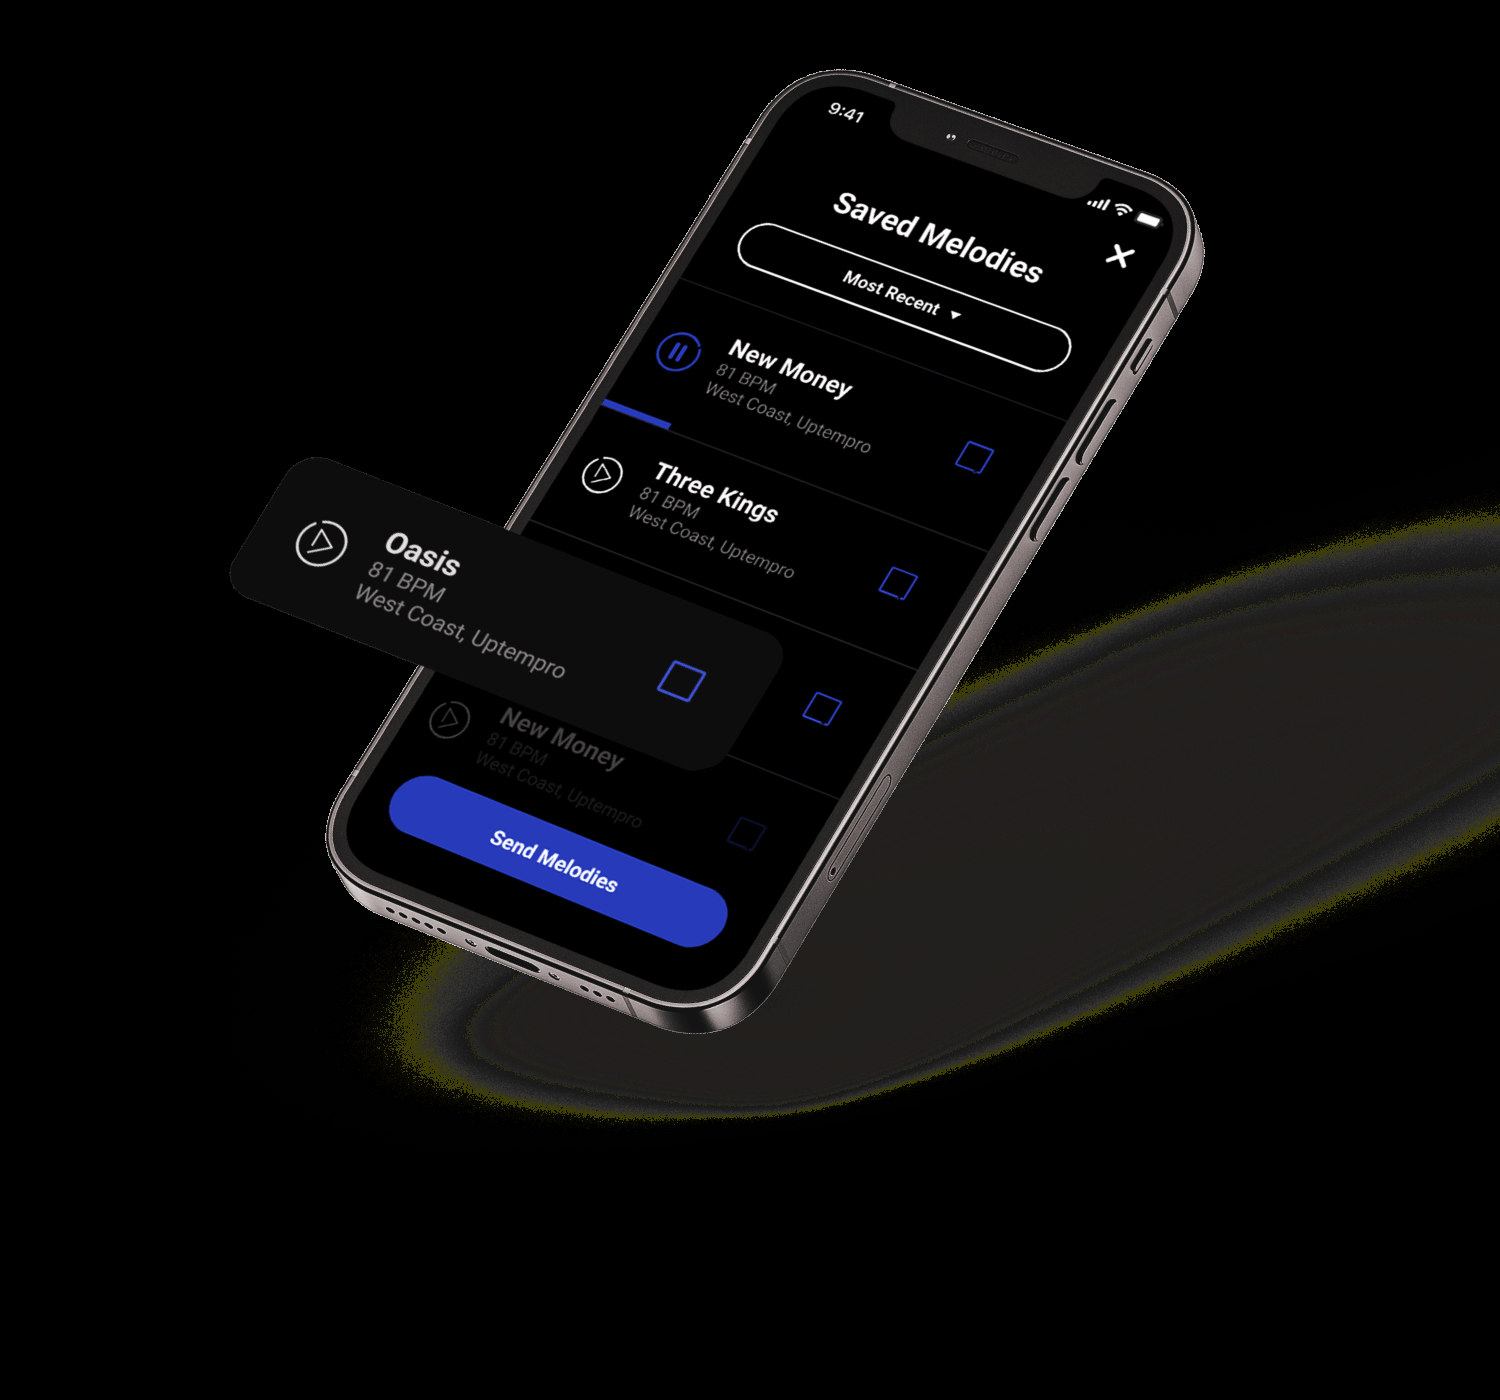 9:41
Saved Melodies
Most Recent
New Money
81 BPM
West Coast, Uptempro
Three Kings
81 BPM
West Coast, Uptempro
Oasis
81 BPM
West Coast, Uptempro
New Money
81 BPM
West Coast, Uptempro
Send Melodies